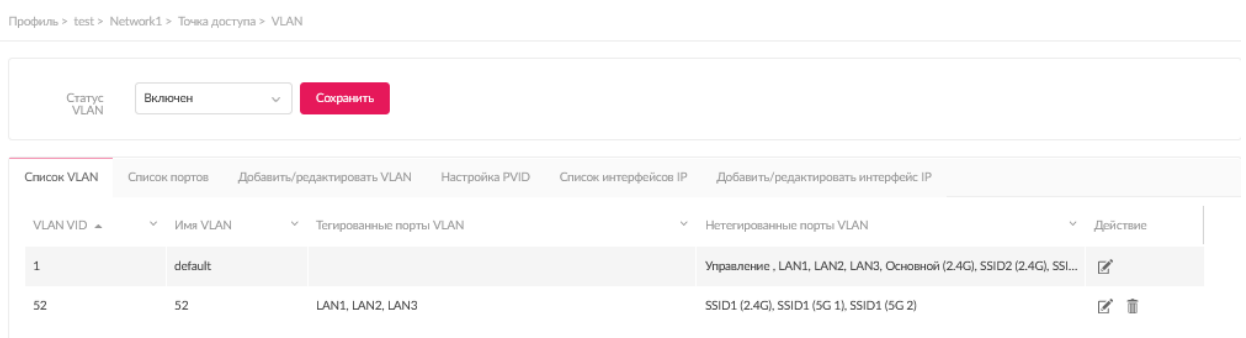 Профиль > test > Network1 > Точка доступа > VLAN
Статус VLAN
Включен
Сохранить
Список VLAN Список портов Добавить/редактировать VLAN Настройка PVID Список интерфейсов IP Добавить/редактировать интерфейс IP
VLAN VID Имя VLAN Тегированные порты VLAN Нетегированные порты VLAN Действие
1 default Управление , LAN1, LAN2, LAN3, Основной (2.4G), SSID2 (2.4G), SSI...
52 52 LAN1, LAN2, LAN3 SSID1 (2.4G), SSID1 (5G 1), SSID1 (5G 2)